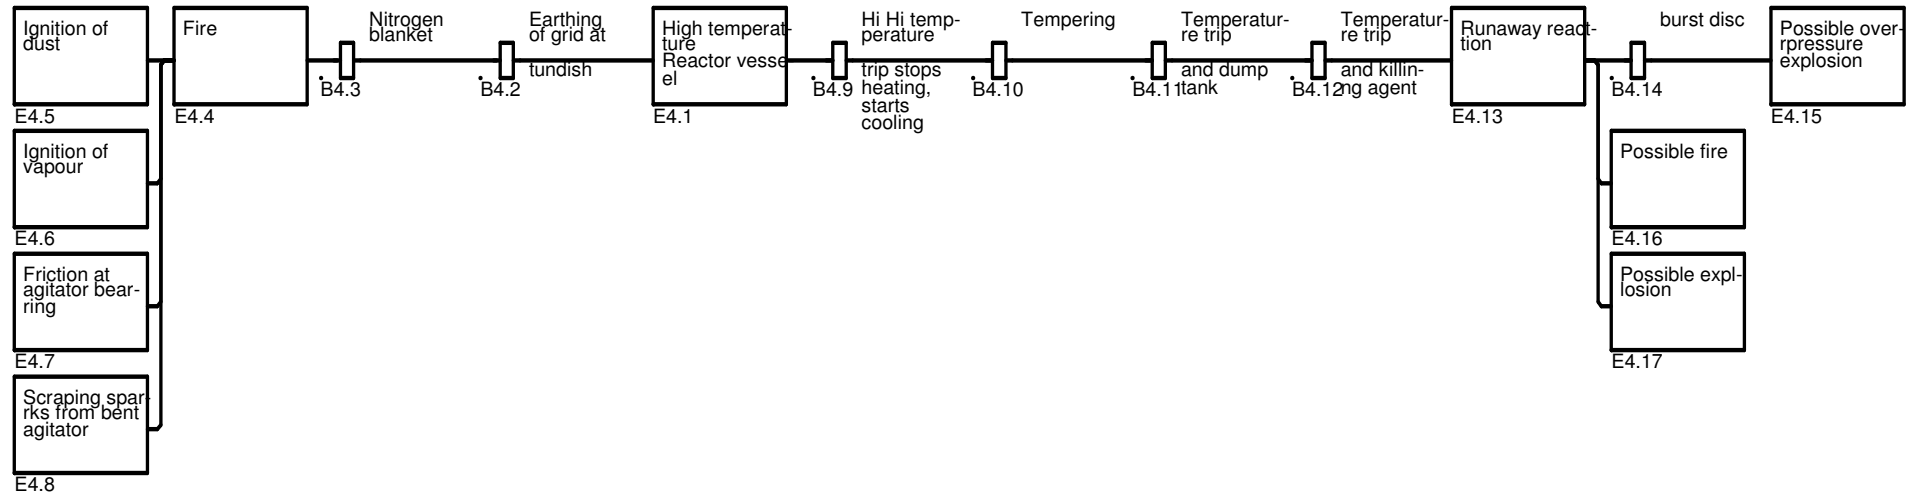 Ignition of
dust
E4.5
Fire
E4.4
Nitrogen
blanket
B4.3
Earthing
of grid at
tundish
B4.2
High temperat-
ture
Reactor vesse
el
E4.1
Hi Hi temp-
perature
trip stops
heating,
starts
cooling
B4.9
Tempering
B4.10
Temperatur-
re trip
and dump
tank
B4.11
Temperatur-
re trip
and killin-
ng agent
B4.12
Runaway react-
tion
E4.13
burst disc
B4.14
Possible over-
rpressure
explosion
E4.15
Ignition of
vapour
E4.6
Possible fire
E4.16
Friction at
agitator bear-
ring
E4.7
Possible expl-
losion
E4.17
Scraping spar-
rks from bent
agitator
E4.8